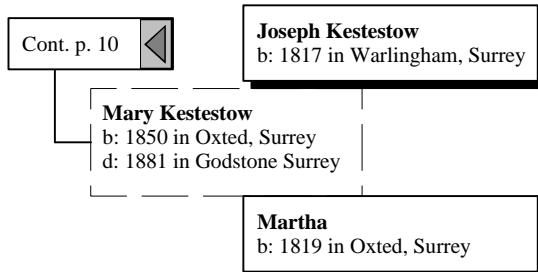 Cont. p. 10
Joseph Kestestow
b: 1817 in Warlingham, Surrey
Mary Kestestow
b: 1850 in Oxted, Surrey
d: 1881 in Godstone Surrey
Martha
b: 1819 in Oxted, Surrey